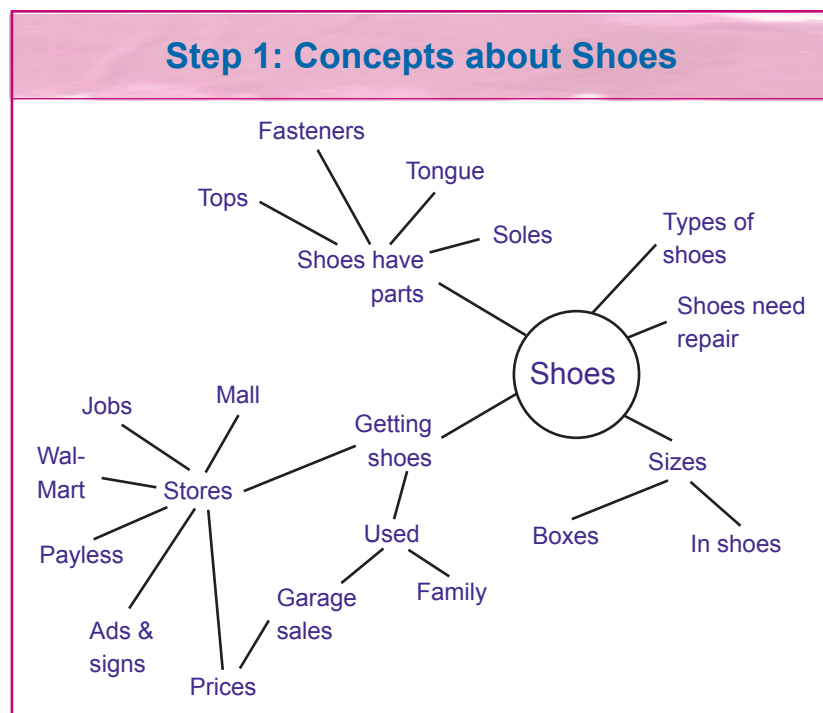 Step 1: Concepts about Shoes
Fasteners
Tongue
Tops
Soles
Shoes have
parts
Types of
shoes
Shoes need
repair
Shoes
Mall
Jobs
Getting
shoes
Wal-
Mart
Stores
Sizes
Payless
Used
Boxes
In shoes
Garage
sales
Family
Ads &
signs
Prices